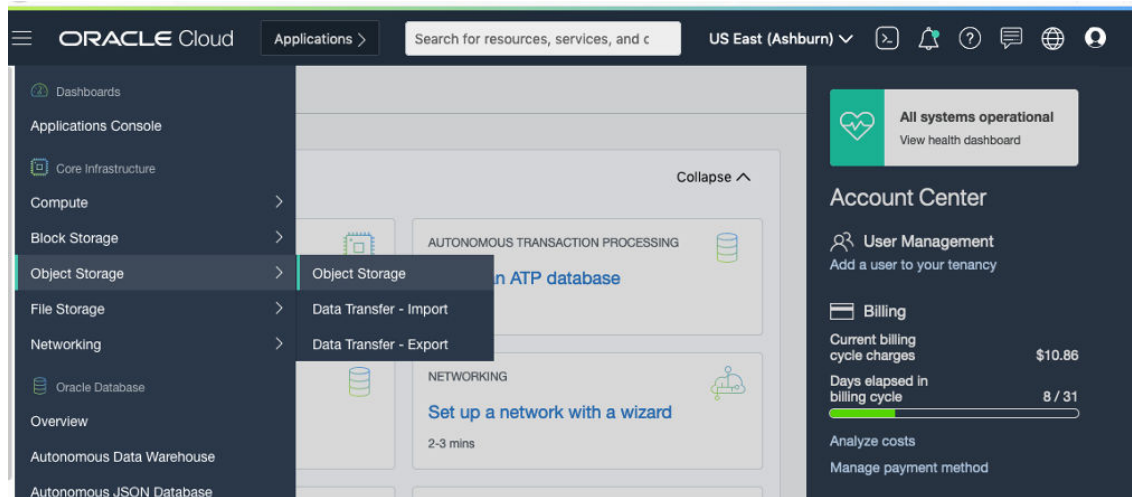 ORACLE Cloud
Applications >
Search for resources, services, and c
US East (Ashburn)
Dashboards
Applications Console
Core Infrastructure
Compute
Block Storage
Object Storage
File Storage
Networking
Oracle Database
Overview
Autonomous Data Warehouse
Autonomous JSON Database
Object Storage
Data Transfer - Import
Data Transfer - Export
Collapse
AUTONOMOUS TRANSACTION PROCESSING
n ATP database
NETWORKING
Set up a network with a wizard
2-3 mins
All systems operational
View health dashboard
Account Center
User Management
Add a user to your tenancy
Billing
Current billing
cycle charges $10.86
Days elapsed in
billing cycle 8 / 31
Analyze costs
Manage payment method